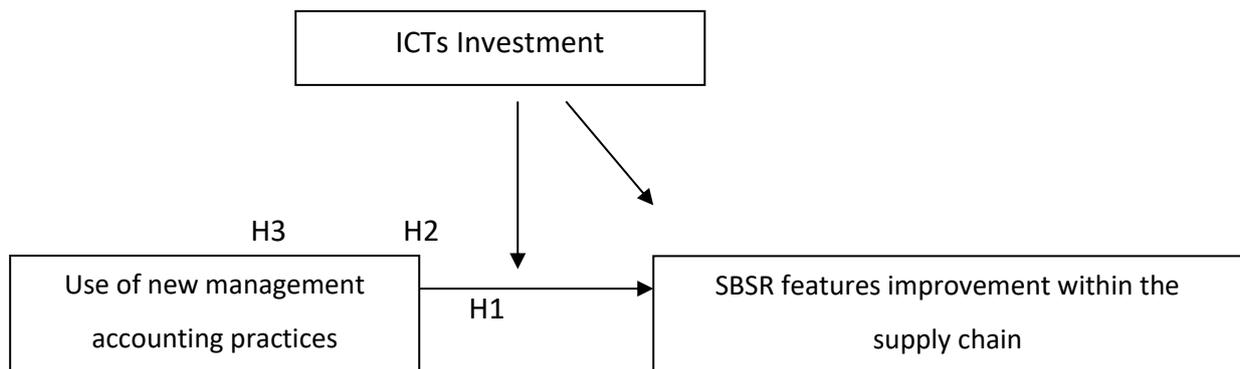 ICTs Investment
H3
H2
Use of new management
accounting practices
H1
SBSR features improvement within the
supply chain